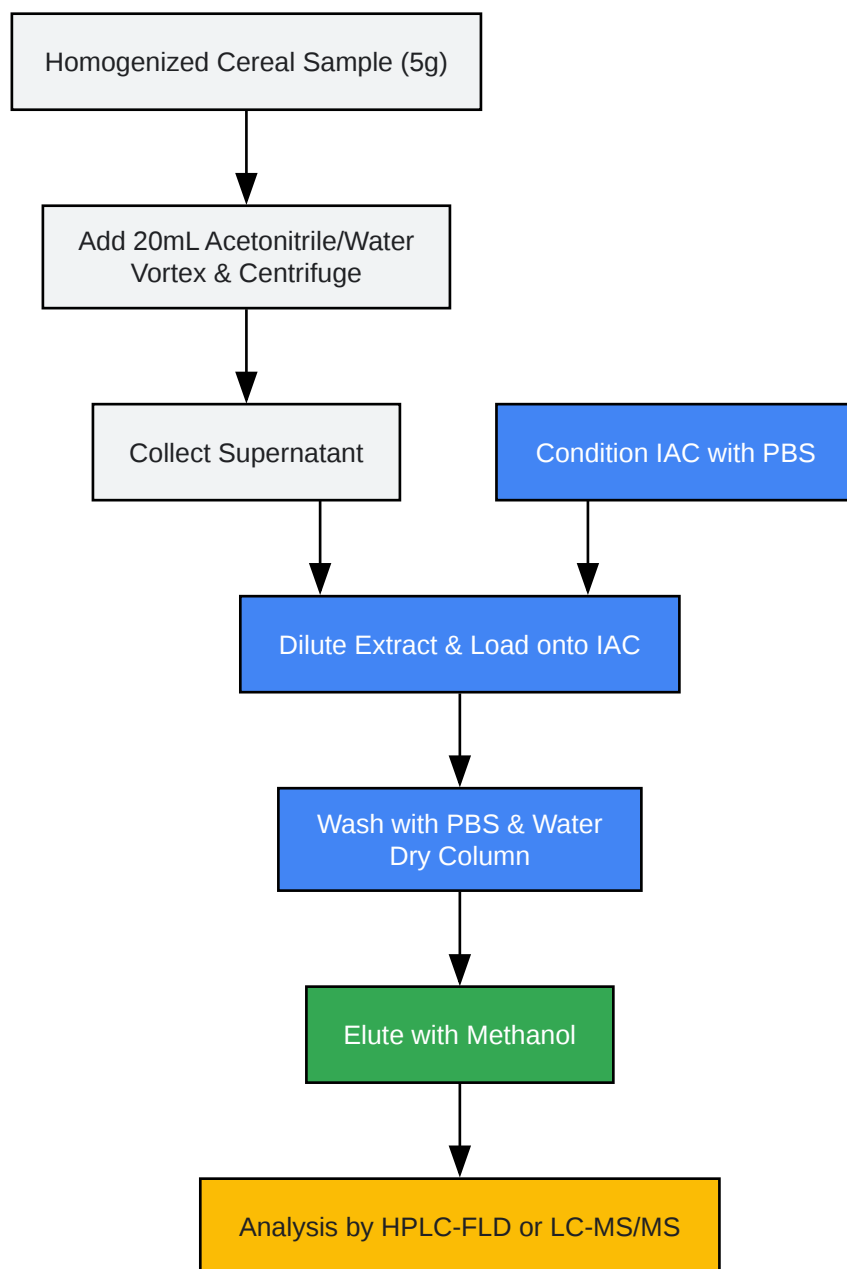 Homogenized Cereal Sample (5g)
Add 20mL Acetonitrile/Water
Vortex & Centrifuge
Collect Supernatant
Condition IAC with PBS
Dilute Extract & Load onto IAC
Wash with PBS & Water
Dry Column
Elute with Methanol
Analysis by HPLC-FLD or LC-MS/MS